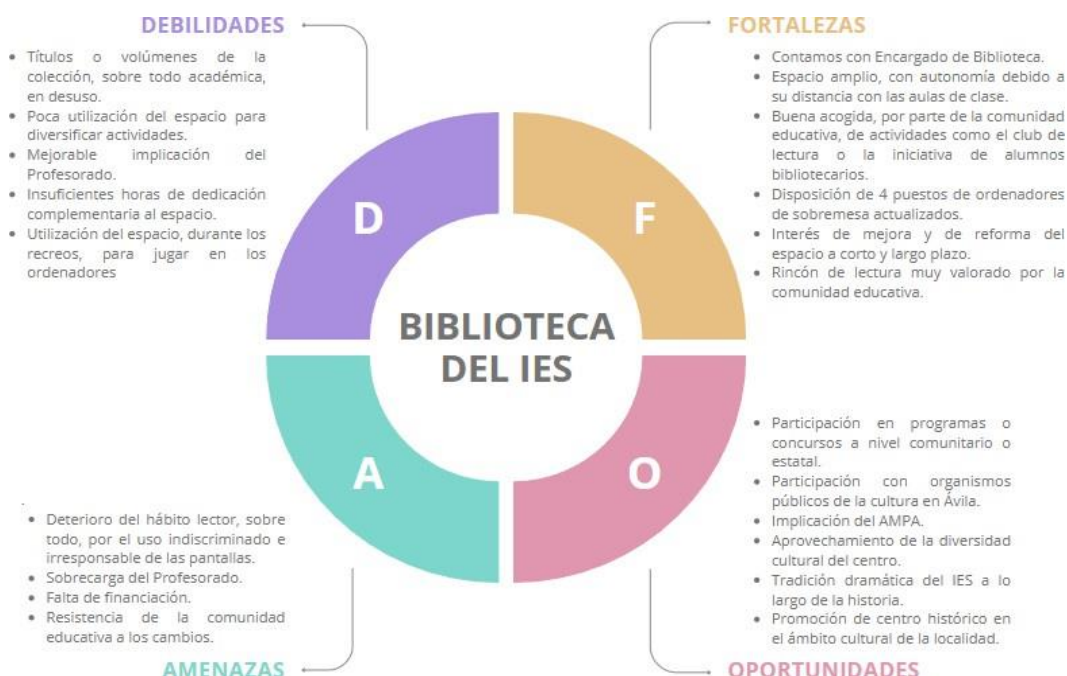 DEBILIDADES
• Títulos o volúmenes de la
colección, sobre todo académica,
en desuso.
• Poca utilización del espacio para
diversificar actividades.
• Mejorable implicación del
Profesorado.
• Insuficientes horas de dedicación
complementaria al espacio.
• Utilización del espacio, durante los
recreos, para jugar en los
ordenadores
FORTALEZAS
• Contamos con Encargado de Biblioteca.
• Espacio amplio, con autonomía debido a
su distancia con las aulas de clase.
• Buena acogida, por parte de la comunidad
educativa, de actividades como el club de
lectura o la iniciativa de alumnos
bibliotecarios.
• Disposición de 4 puestos de ordenadores
de sobremesa actualizados.
• Interés de mejora y de reforma del
espacio a corto y largo plazo.
• Rincón de lectura muy valorado por la
comunidad educativa.
D
F
BIBLIOTECA
DEL IES
A
O
.
• Deterioro del hábito lector, sobre
todo, por el uso indiscriminado e
irresponsable de las pantallas.
• Sobrecarga del Profesorado.
• Falta de financiación.
• Resistencia de la comunidad
educativa a los cambios.
AMENAZAS
• Participación en programas o
concursos a nivel comunitario o
estatal.
• Participación con organismos
públicos de la cultura en Ávila.
• Implicación del AMPA.
• Aprovechamiento de la diversidad
cultural del centro.
• Tradición dramática del IES a lo
largo de la historia.
• Promoción de centro histórico en
el ámbito cultural de la localidad.
OPORTUNIDADES